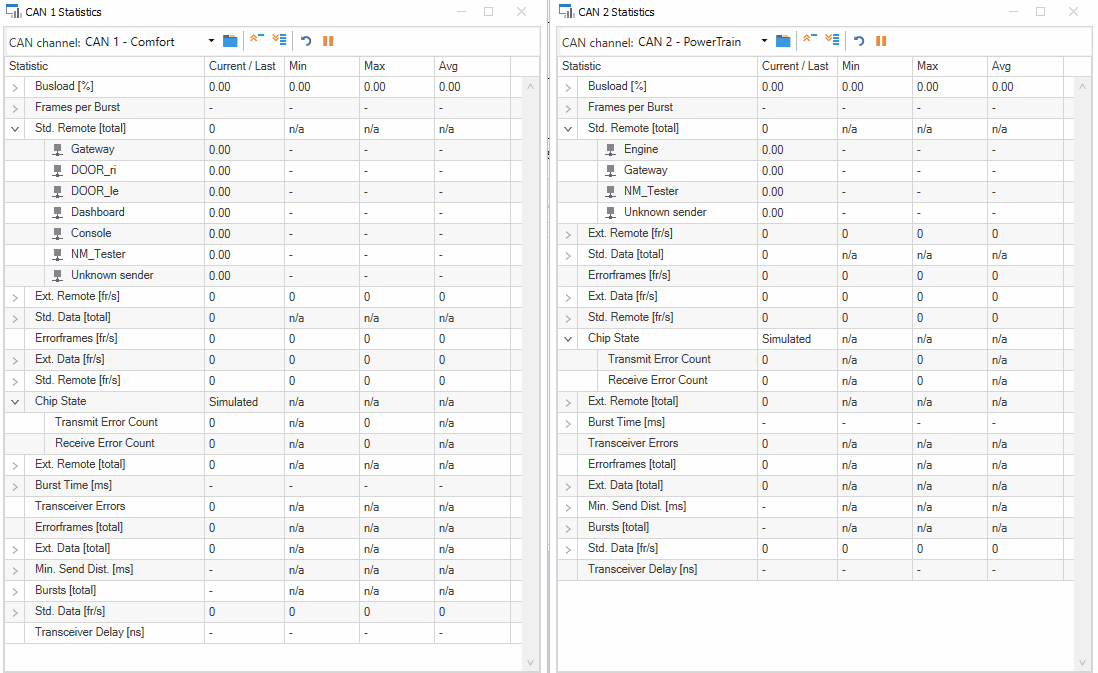 CAN 1 Statistics
CAN channel: CAN 1 - Comfort
Statistic Current / Last Min Max Avg
Busload [%] 0.00 0.00 0.00 0.00
Frames per Burst - - - -
Std. Remote [total] 0 n/a n/a n/a
Gateway 0.00 - - -
DOOR_ri 0.00 - - -
DOOR_le 0.00 - - -
Dashboard 0.00 - - -
Console 0.00 - - -
NM_Tester 0.00 - - -
Unknown sender 0.00 - - -
Ext. Remote [fr/s] 0 0 0 0
Std. Data [total] 0 n/a n/a n/a
Errorframes [fr/s] 0 0 0 0
Ext. Data [fr/s] 0 0 0 0
Std. Remote [fr/s] 0 0 0 0
Chip State Simulated n/a n/a n/a
Transmit Error Count 0 n/a 0 n/a
Receive Error Count 0 n/a 0 n/a
Ext. Remote [total] 0 n/a n/a n/a
Burst Time [ms] - - - -
Transceiver Errors 0 n/a n/a n/a
Errorframes [total] 0 n/a n/a n/a
Ext. Data [total] 0 n/a n/a n/a
Min. Send Dist. [ms] - n/a n/a n/a
Bursts [total] - n/a n/a n/a
Std. Data [fr/s] 0 0 0 0
Transceiver Delay [ns] - - - -
CAN 2 Statistics
CAN channel: CAN 2 - PowerTrain
Statistic Current / Last Min Max Avg
Busload [%] 0.00 0.00 0.00 0.00
Frames per Burst - - - -
Std. Remote [total] 0 n/a n/a n/a
Engine 0.00 - - -
Gateway 0.00 - - -
NM_Tester 0.00 - - -
Unknown sender 0.00 - - -
Ext. Remote [fr/s] 0 0 0 0
Std. Data [total] 0 n/a n/a n/a
Errorframes [fr/s] 0 0 0 0
Ext. Data [fr/s] 0 0 0 0
Std. Remote [fr/s] 0 0 0 0
Chip State Simulated n/a n/a n/a
Transmit Error Count 0 n/a 0 n/a
Receive Error Count 0 n/a 0 n/a
Ext. Remote [total] 0 n/a n/a n/a
Burst Time [ms] - - - -
Transceiver Errors 0 n/a n/a n/a
Errorframes [total] 0 n/a n/a n/a
Ext. Data [total] 0 n/a n/a n/a
Min. Send Dist. [ms] - n/a n/a n/a
Bursts [total] - n/a n/a n/a
Std. Data [fr/s] 0 0 0 0
Transceiver Delay [ns] - - - -